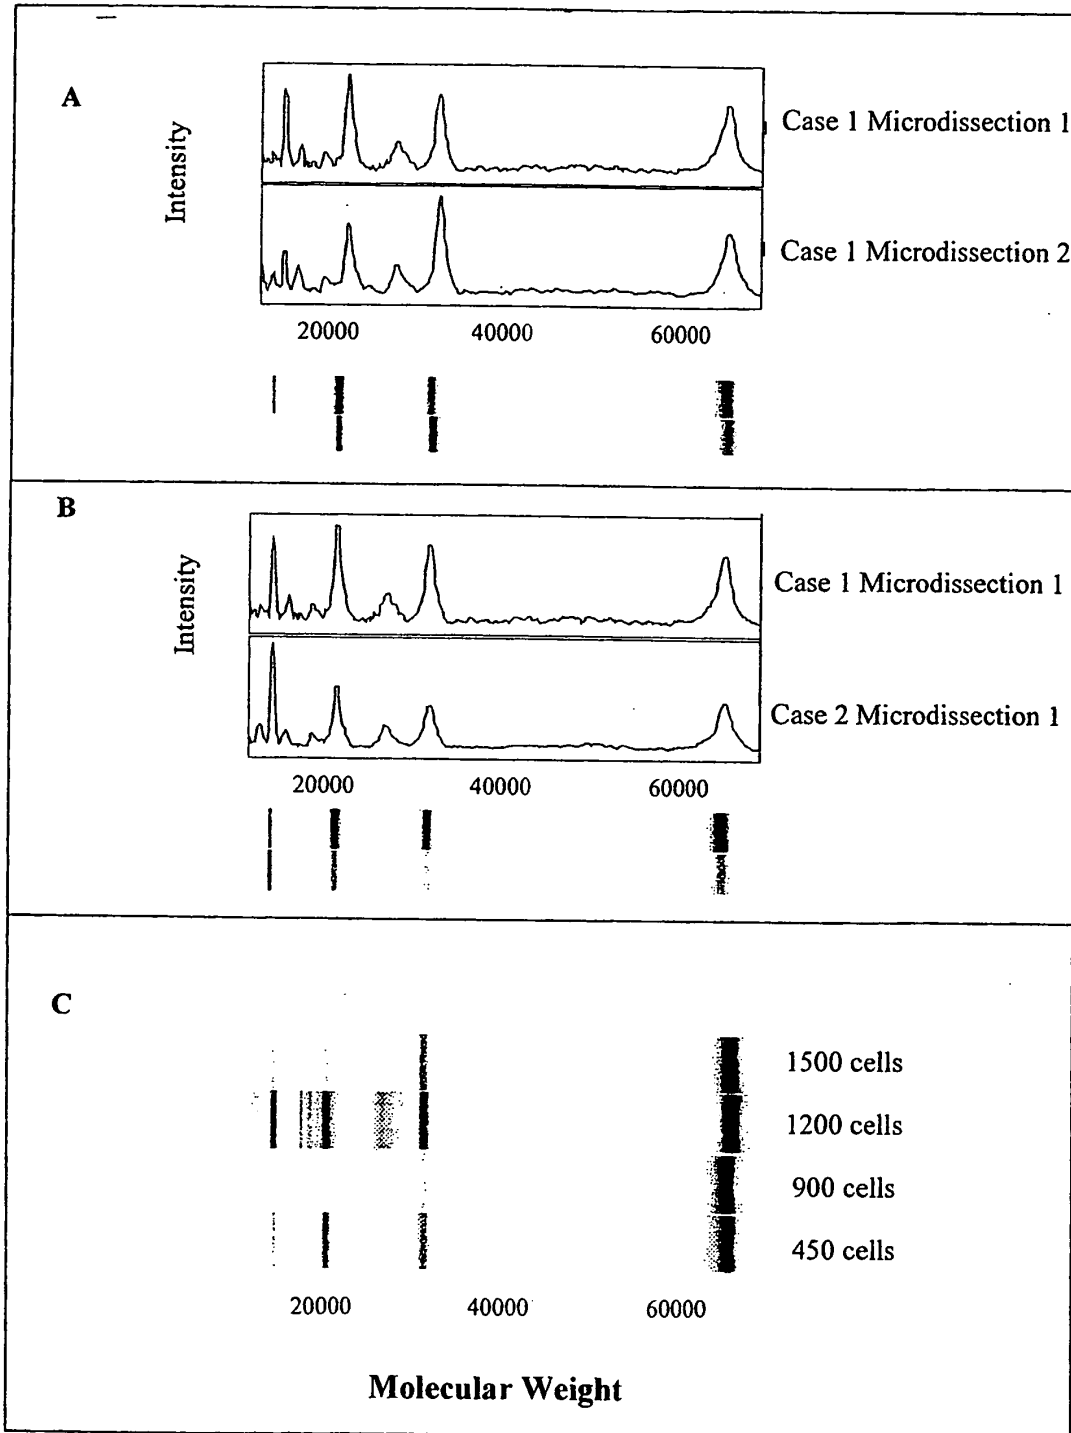 A
Intensity
Case 1 Microdissection 1
Case 1 Microdissection 2
20000 40000 60000
B
Intensity
Case 1 Microdissection 1
Case 2 Microdissection 1
20000 40000 60000
C
1500 cells
1200 cells
900 cells
450 cells
20000 40000 60000
Molecular Weight